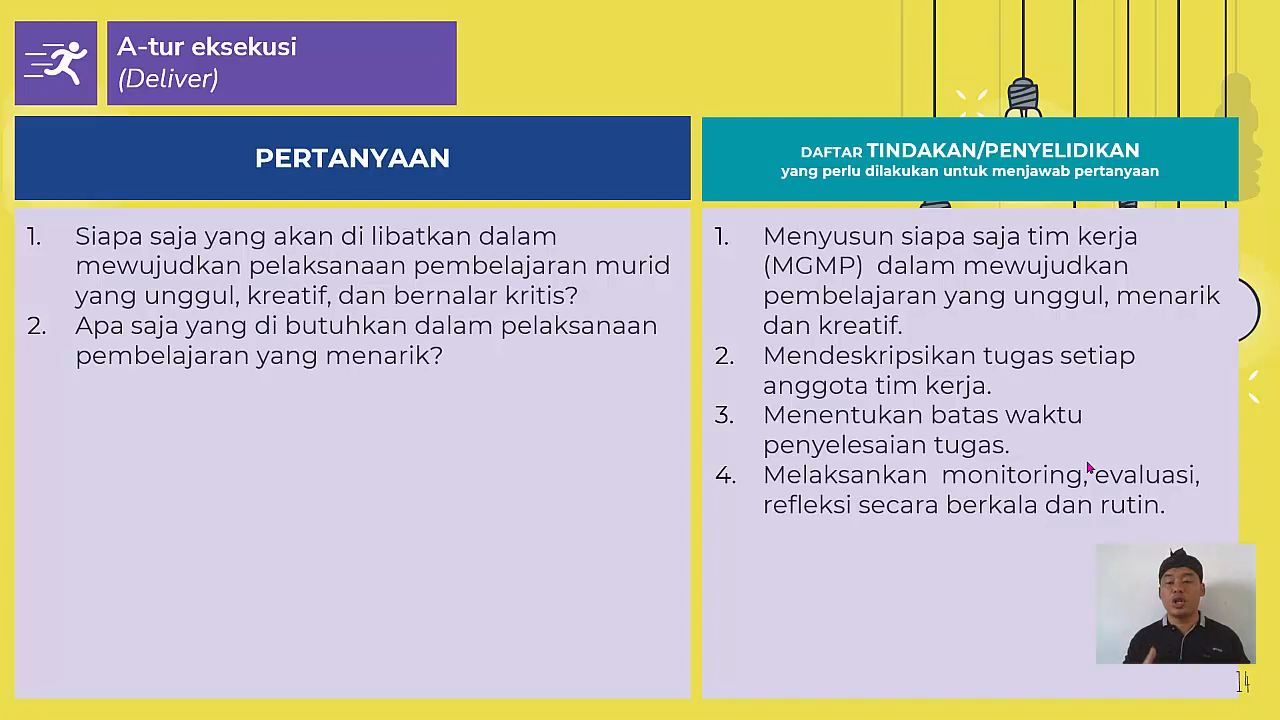 A-tur eksekusi
(Deliver)
PERTANYAAN
DAFTAR TINDAKAN/PENYELIDIKAN
yang perlu dilakukan untuk menjawab pertanyaan
1. Siapa saja yang akan di libatkan dalam
mewujudkan pelaksanaan pembelajaran murid
yang unggul, kreatif, dan bernalar kritis?
2. Apa saja yang di butuhkan dalam pelaksanaan
pembelajaran yang menarik?
1. Menyusun siapa saja tim kerja
(MGMP) dalam mewujudkan
pembelajaran yang unggul, menarik
dan kreatif.
2. Mendeskripsikan tugas setiap
anggota tim kerja.
3. Menentukan batas waktu
penyelesaian tugas.
4. Melaksankan monitoring, evaluasi,
refleksi secara berkala dan rutin.
14